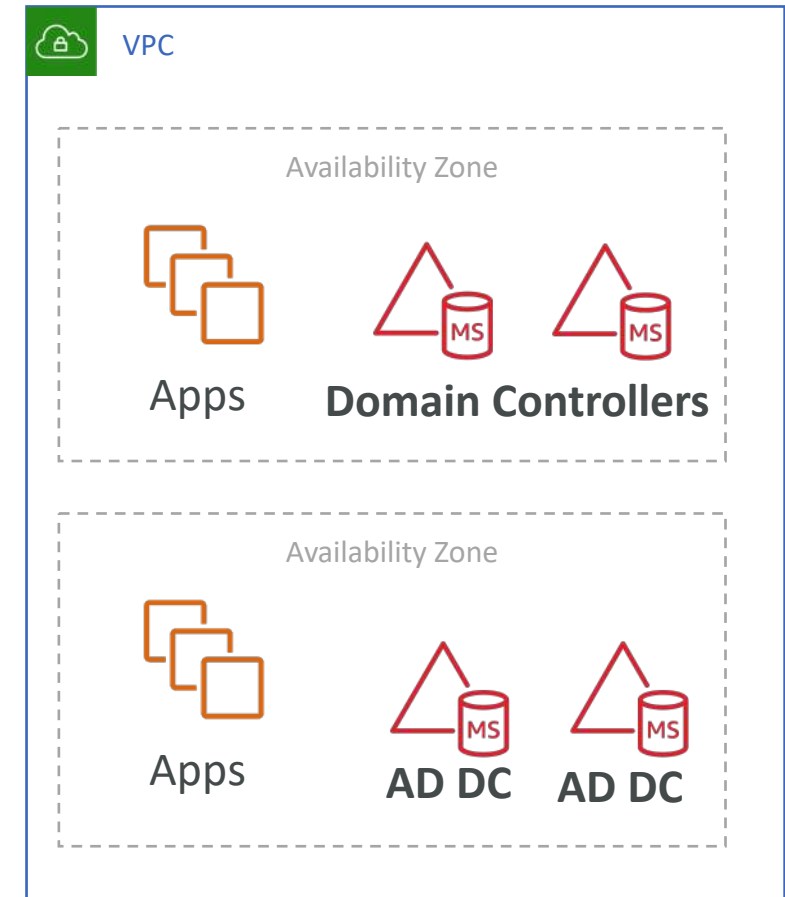 VPC
Availability Zone
MS
MS
Apps
Domain Controllers
Availability Zone
MS
MS
Apps
AD DC
AD DC